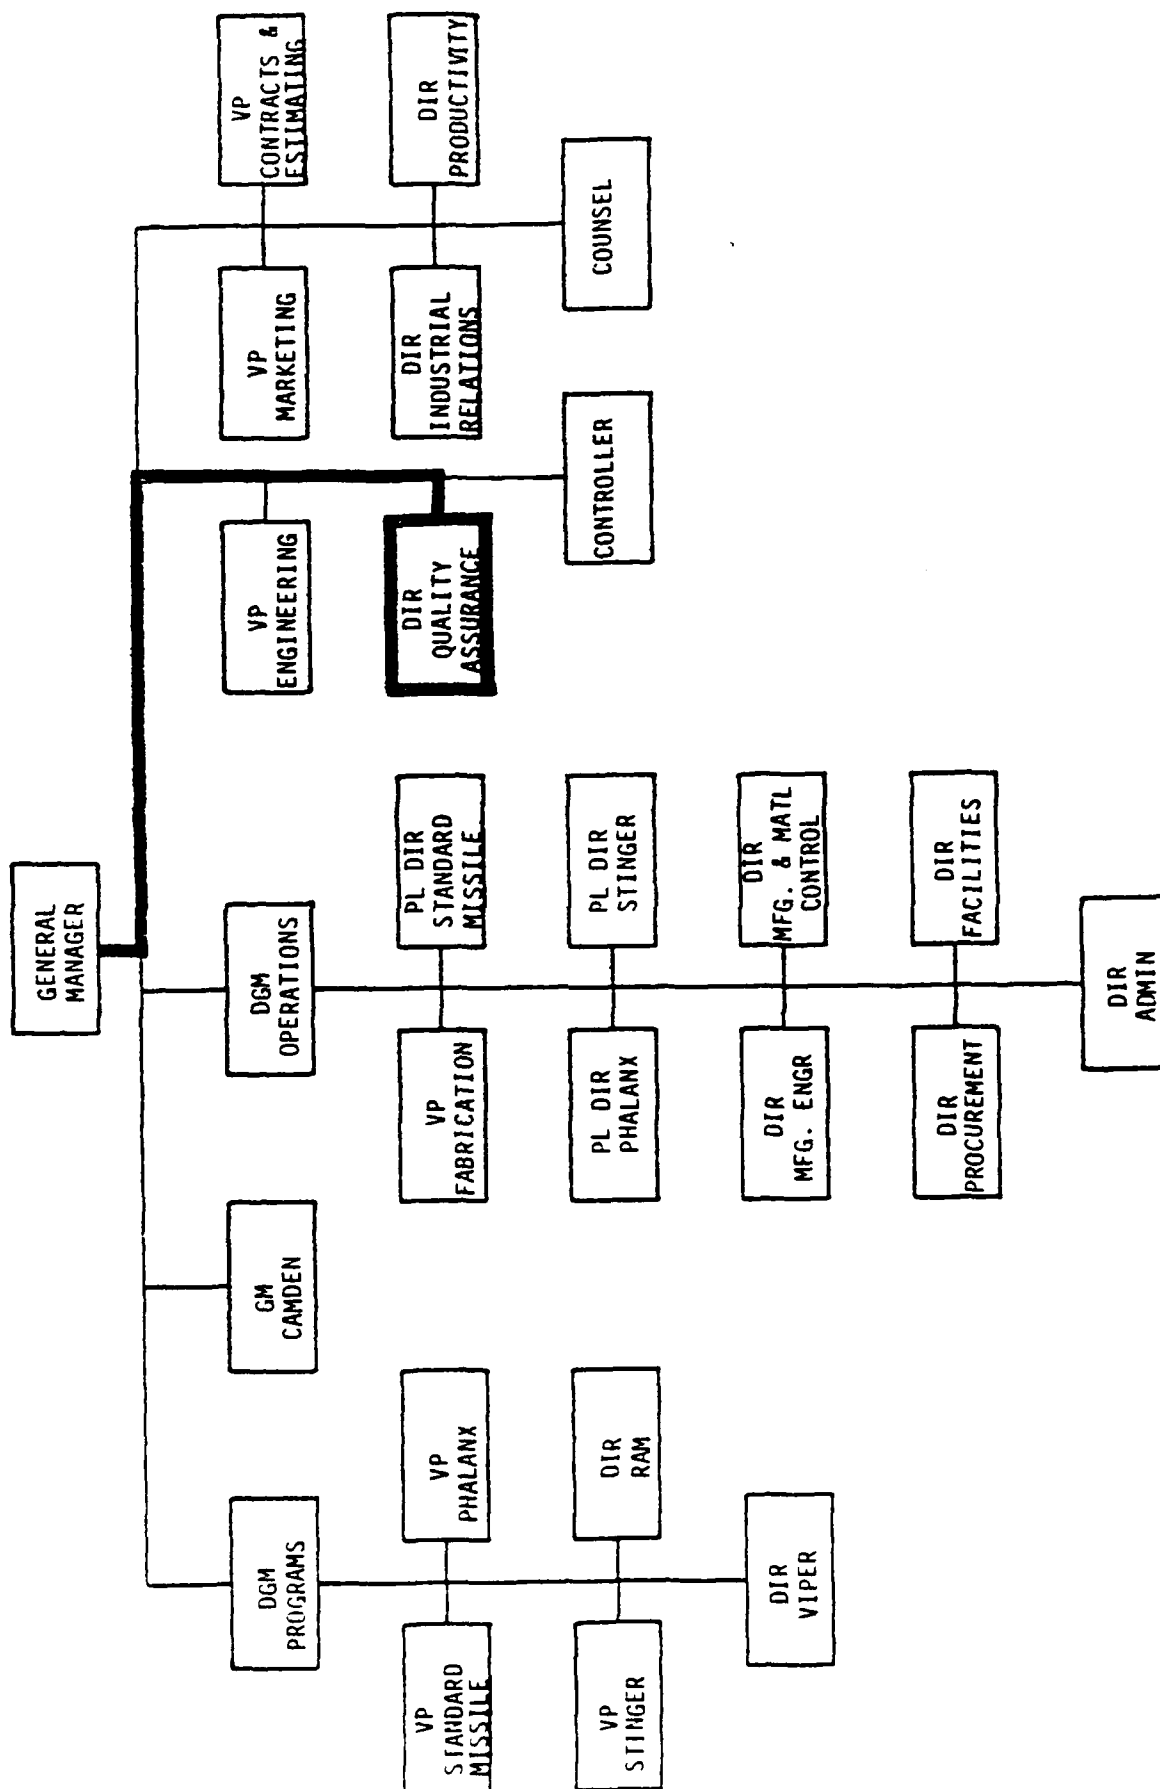 GENERAL
MANAGER
DGM
PROGRAMS
GM
CAMDEN
DGM
OPERATIONS
VP
ENGINEERING
VP
MARKETING
VP
CONTRACTS &
ESTIMATING
VP
STANDARD
MISSILE
VP
PHALANX
VP
FABRICATION
PL DIR
STANDARD
MISSILE
DIR
QUALITY
ASSURANCE
DIR
INDUSTRIAL
RELATIONS
DIR
PRODUCTIVITY
VP
STINGER
DIR
RAM
PL DIR
PHALANX
PL DIR
STINGER
CONTROLLER
COUNSEL
DIR
VIPER
DIR
MFG. ENGR
DIR
MFG. & MATL
CONTROL
DIR
PROCUREMENT
DIR
FACILITIES
DIR
ADMIN